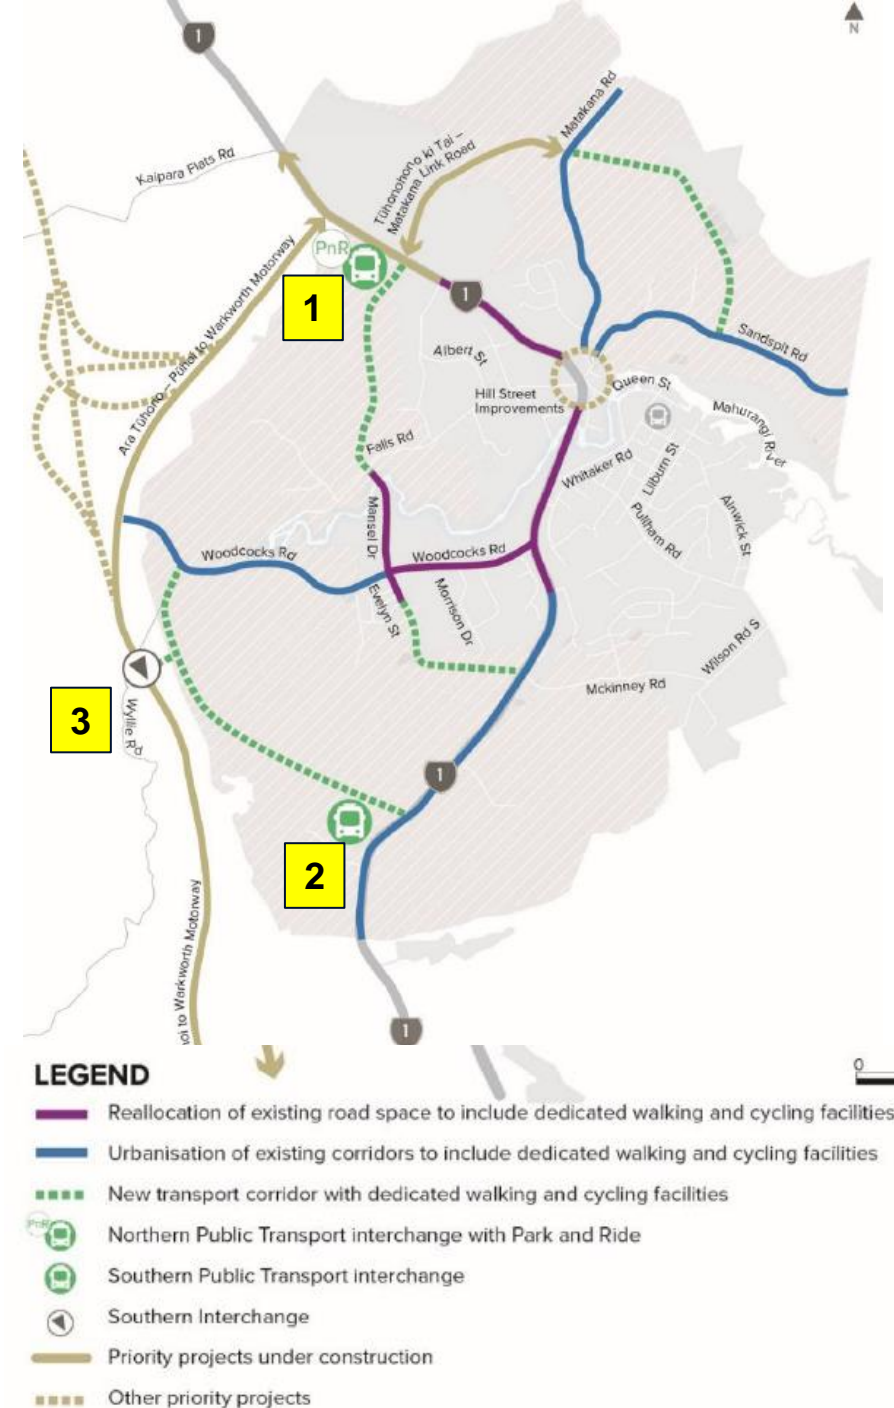 1
N
Matakana Rd
Kaipara Flats Rd
Tūhonohono ki Tai –
Matakana Link Road
PnR
1
1
Ara Tūhono – Pūhoi to Warkworth Motorway
Albert St
Sandspit Rd
Hill Street
Improvements
Queen St
Mahurangi River
Falls Rd
Whitaker Rd
Lilburn St
Pulham Rd
Alnwick St
Mansel Dr
Woodcocks Rd
Woodcocks Rd
Evelyn St
Morrison Dr
Wilson Rd S
Mckinney Rd
3
Wyllie Rd
1
2
oi to Warkworth Motorway
1
LEGEND
0
Reallocation of existing road space to include dedicated walking and cycling facilities
Urbanisation of existing corridors to include dedicated walking and cycling facilities
New transport corridor with dedicated walking and cycling facilities
PnR
Northern Public Transport interchange with Park and Ride
Southern Public Transport interchange
Southern Interchange
Priority projects under construction
Other priority projects